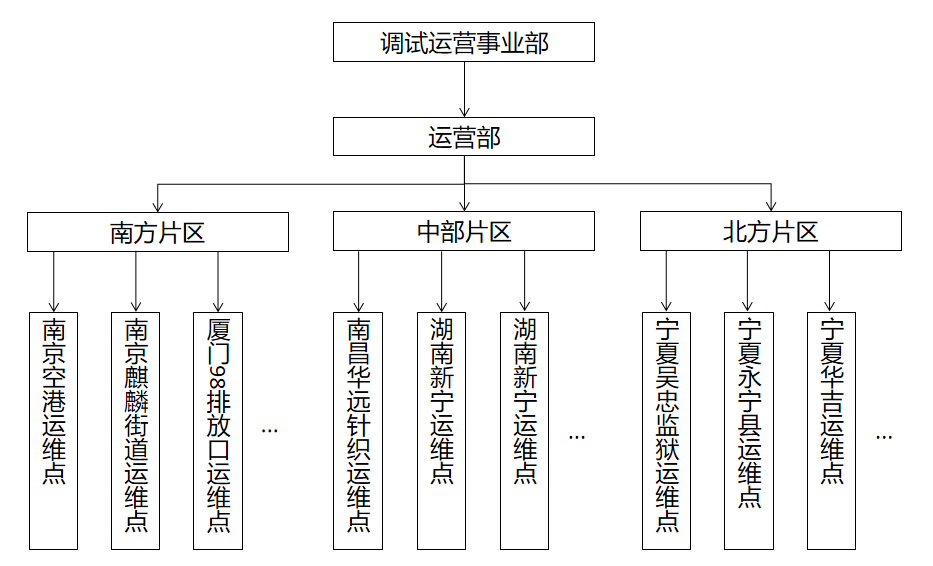 调试运营事业部
运营部
南方片区
中部片区
北方片区
南京空港运维点
南京麒麟街道运维点
厦门98排放口运维点
...
南昌华远针织运维点
湖南新宁运维点
湖南新宁运维点
...
宁夏吴忠监狱运维点
宁夏永宁县运维点
宁夏华吉运维点
...